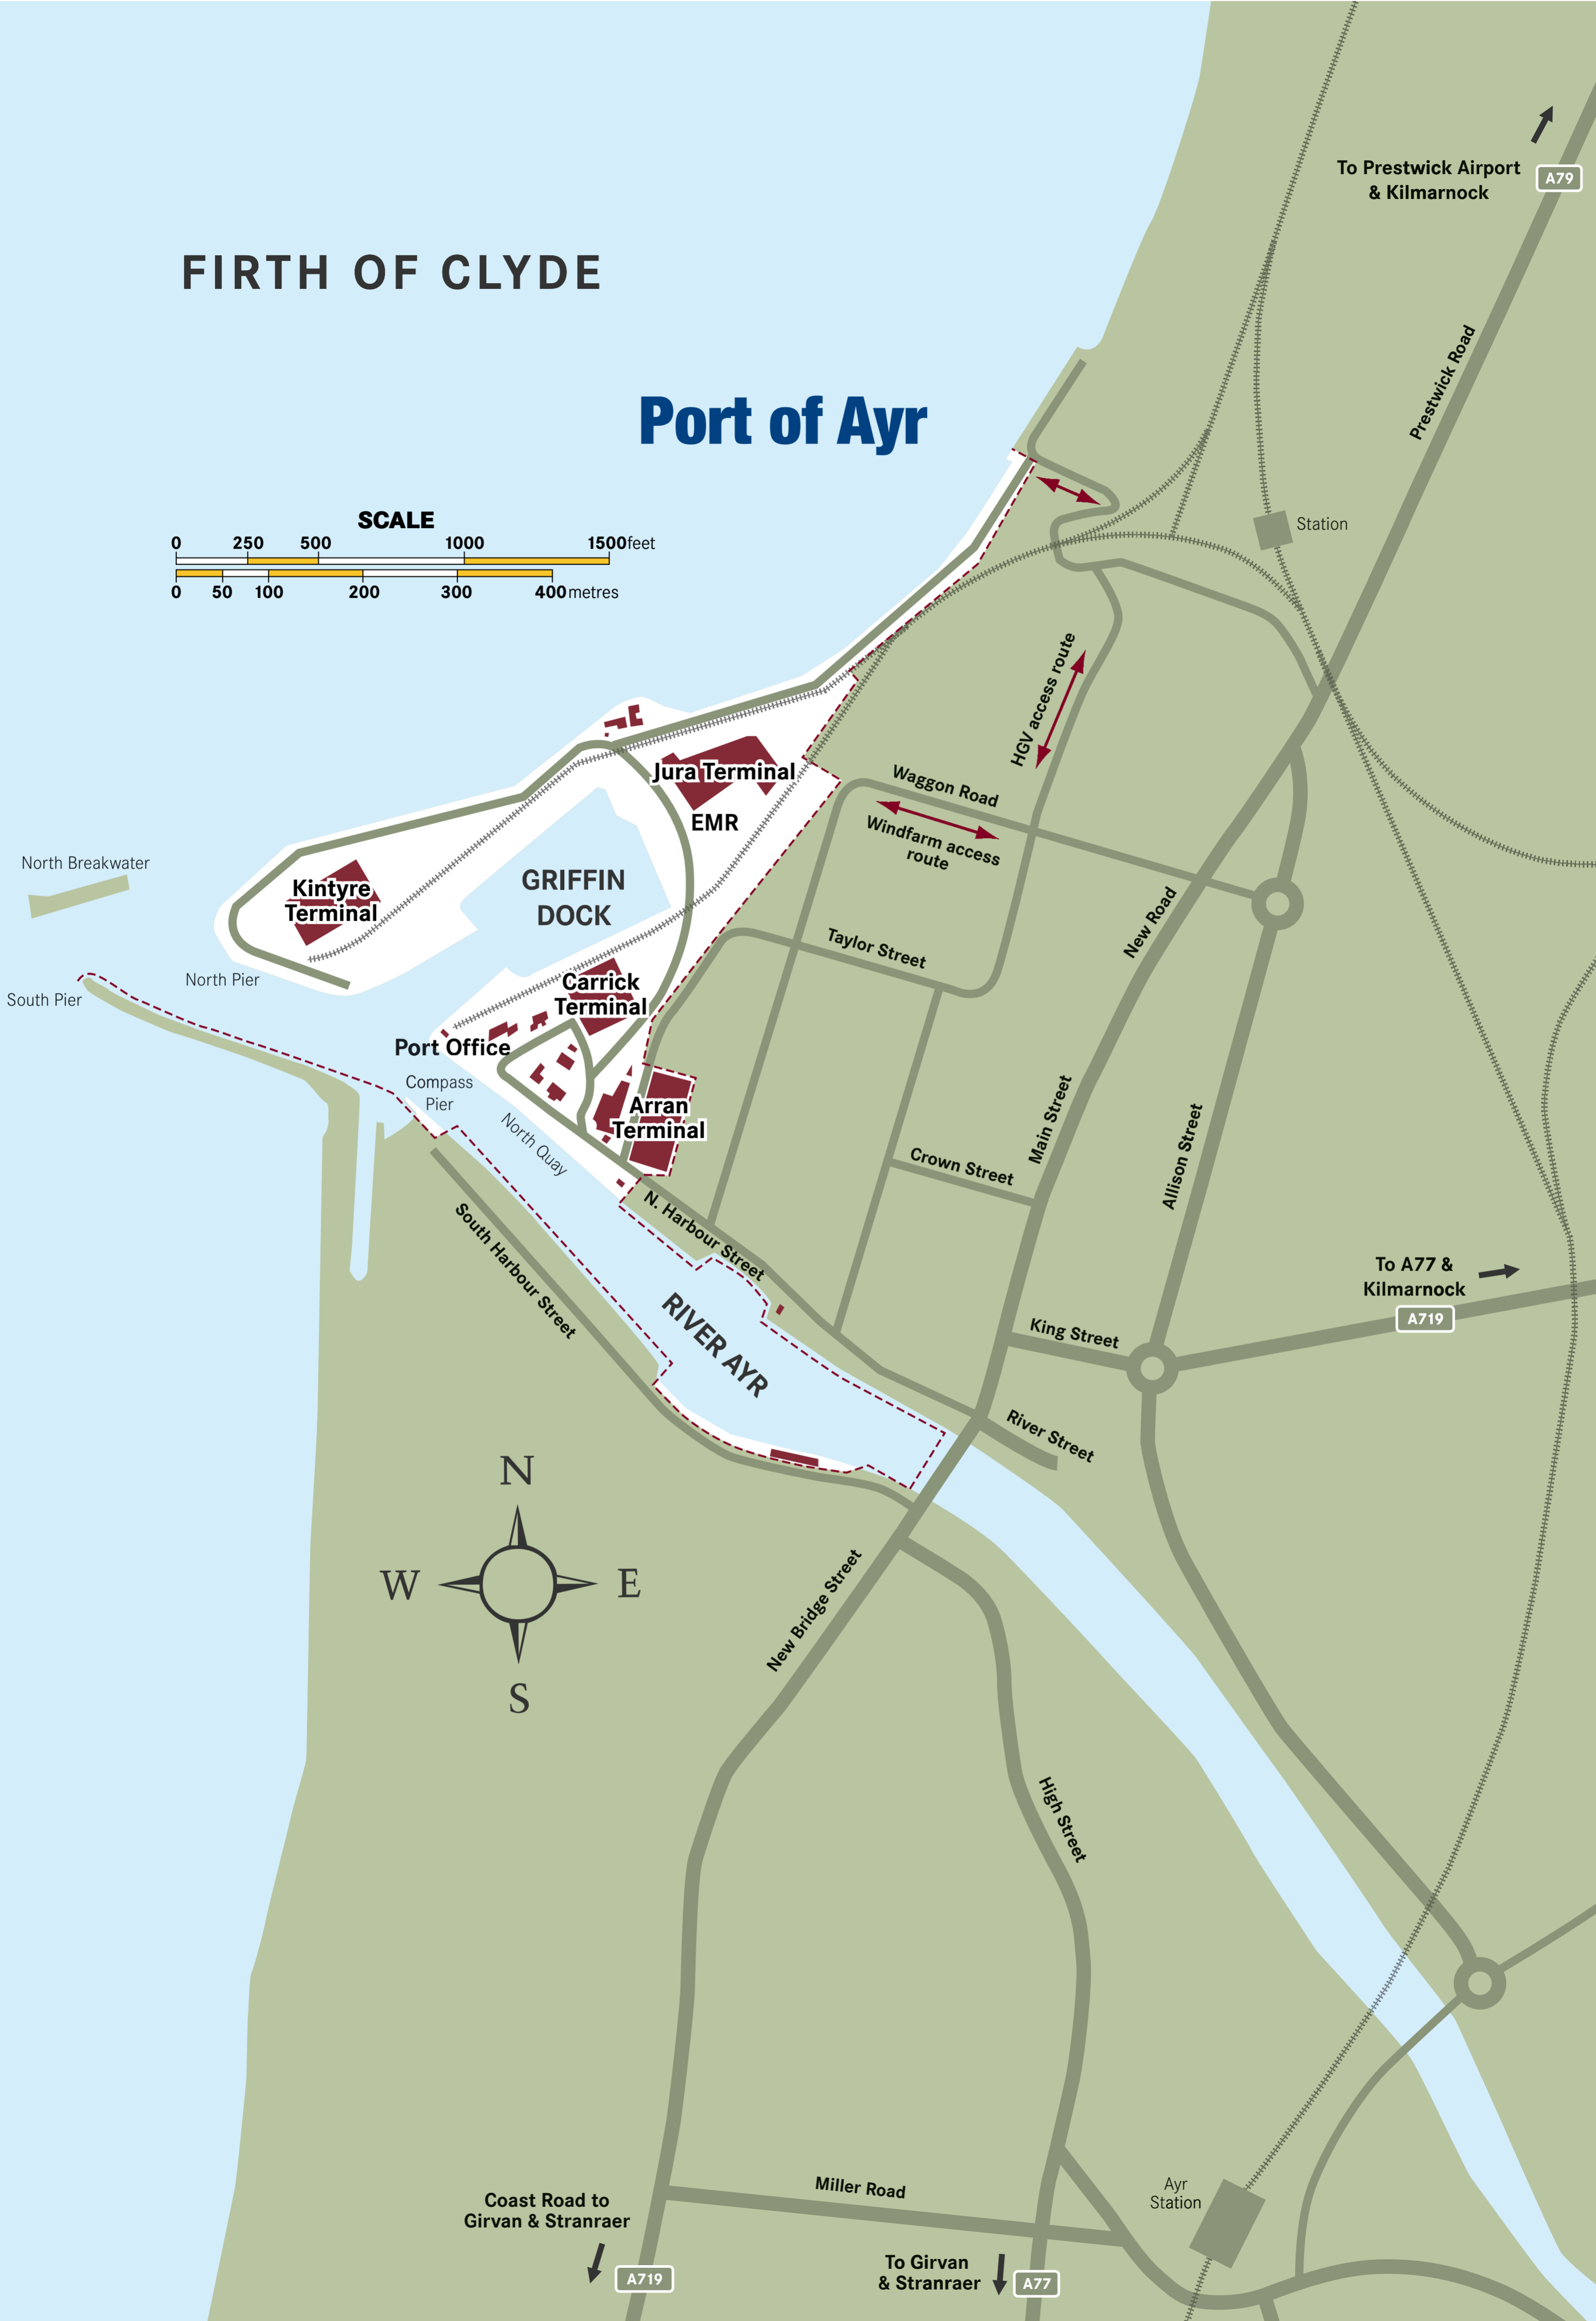 To Prestwick Airport
& Kilmarnock
A79
FIRTH OF CLYDE
Prestwick Road
Port of Ayr
SCALE
0 250 500 1000 1500 feet
0 50 100 200 300 400 metres
Station
HGV access route
Jura Terminal
EMR
Waggon Road
Windfarm access
route
North Breakwater
Kintyre
Terminal
GRIFFIN
DOCK
New Road
Taylor Street
North Pier
South Pier
Carrick
Terminal
Port Office
Compass
Pier
North Quay
Arran
Terminal
Main Street
Allison Street
Crown Street
N. Harbour Street
South Harbour Street
RIVER AYR
To A77 &
Kilmarnock
A719
King Street
River Street
N
W
E
S
New Bridge Street
High Street
Miller Road
Ayr
Station
Coast Road to
Girvan & Stranraer
A719
To Girvan
& Stranraer
A77